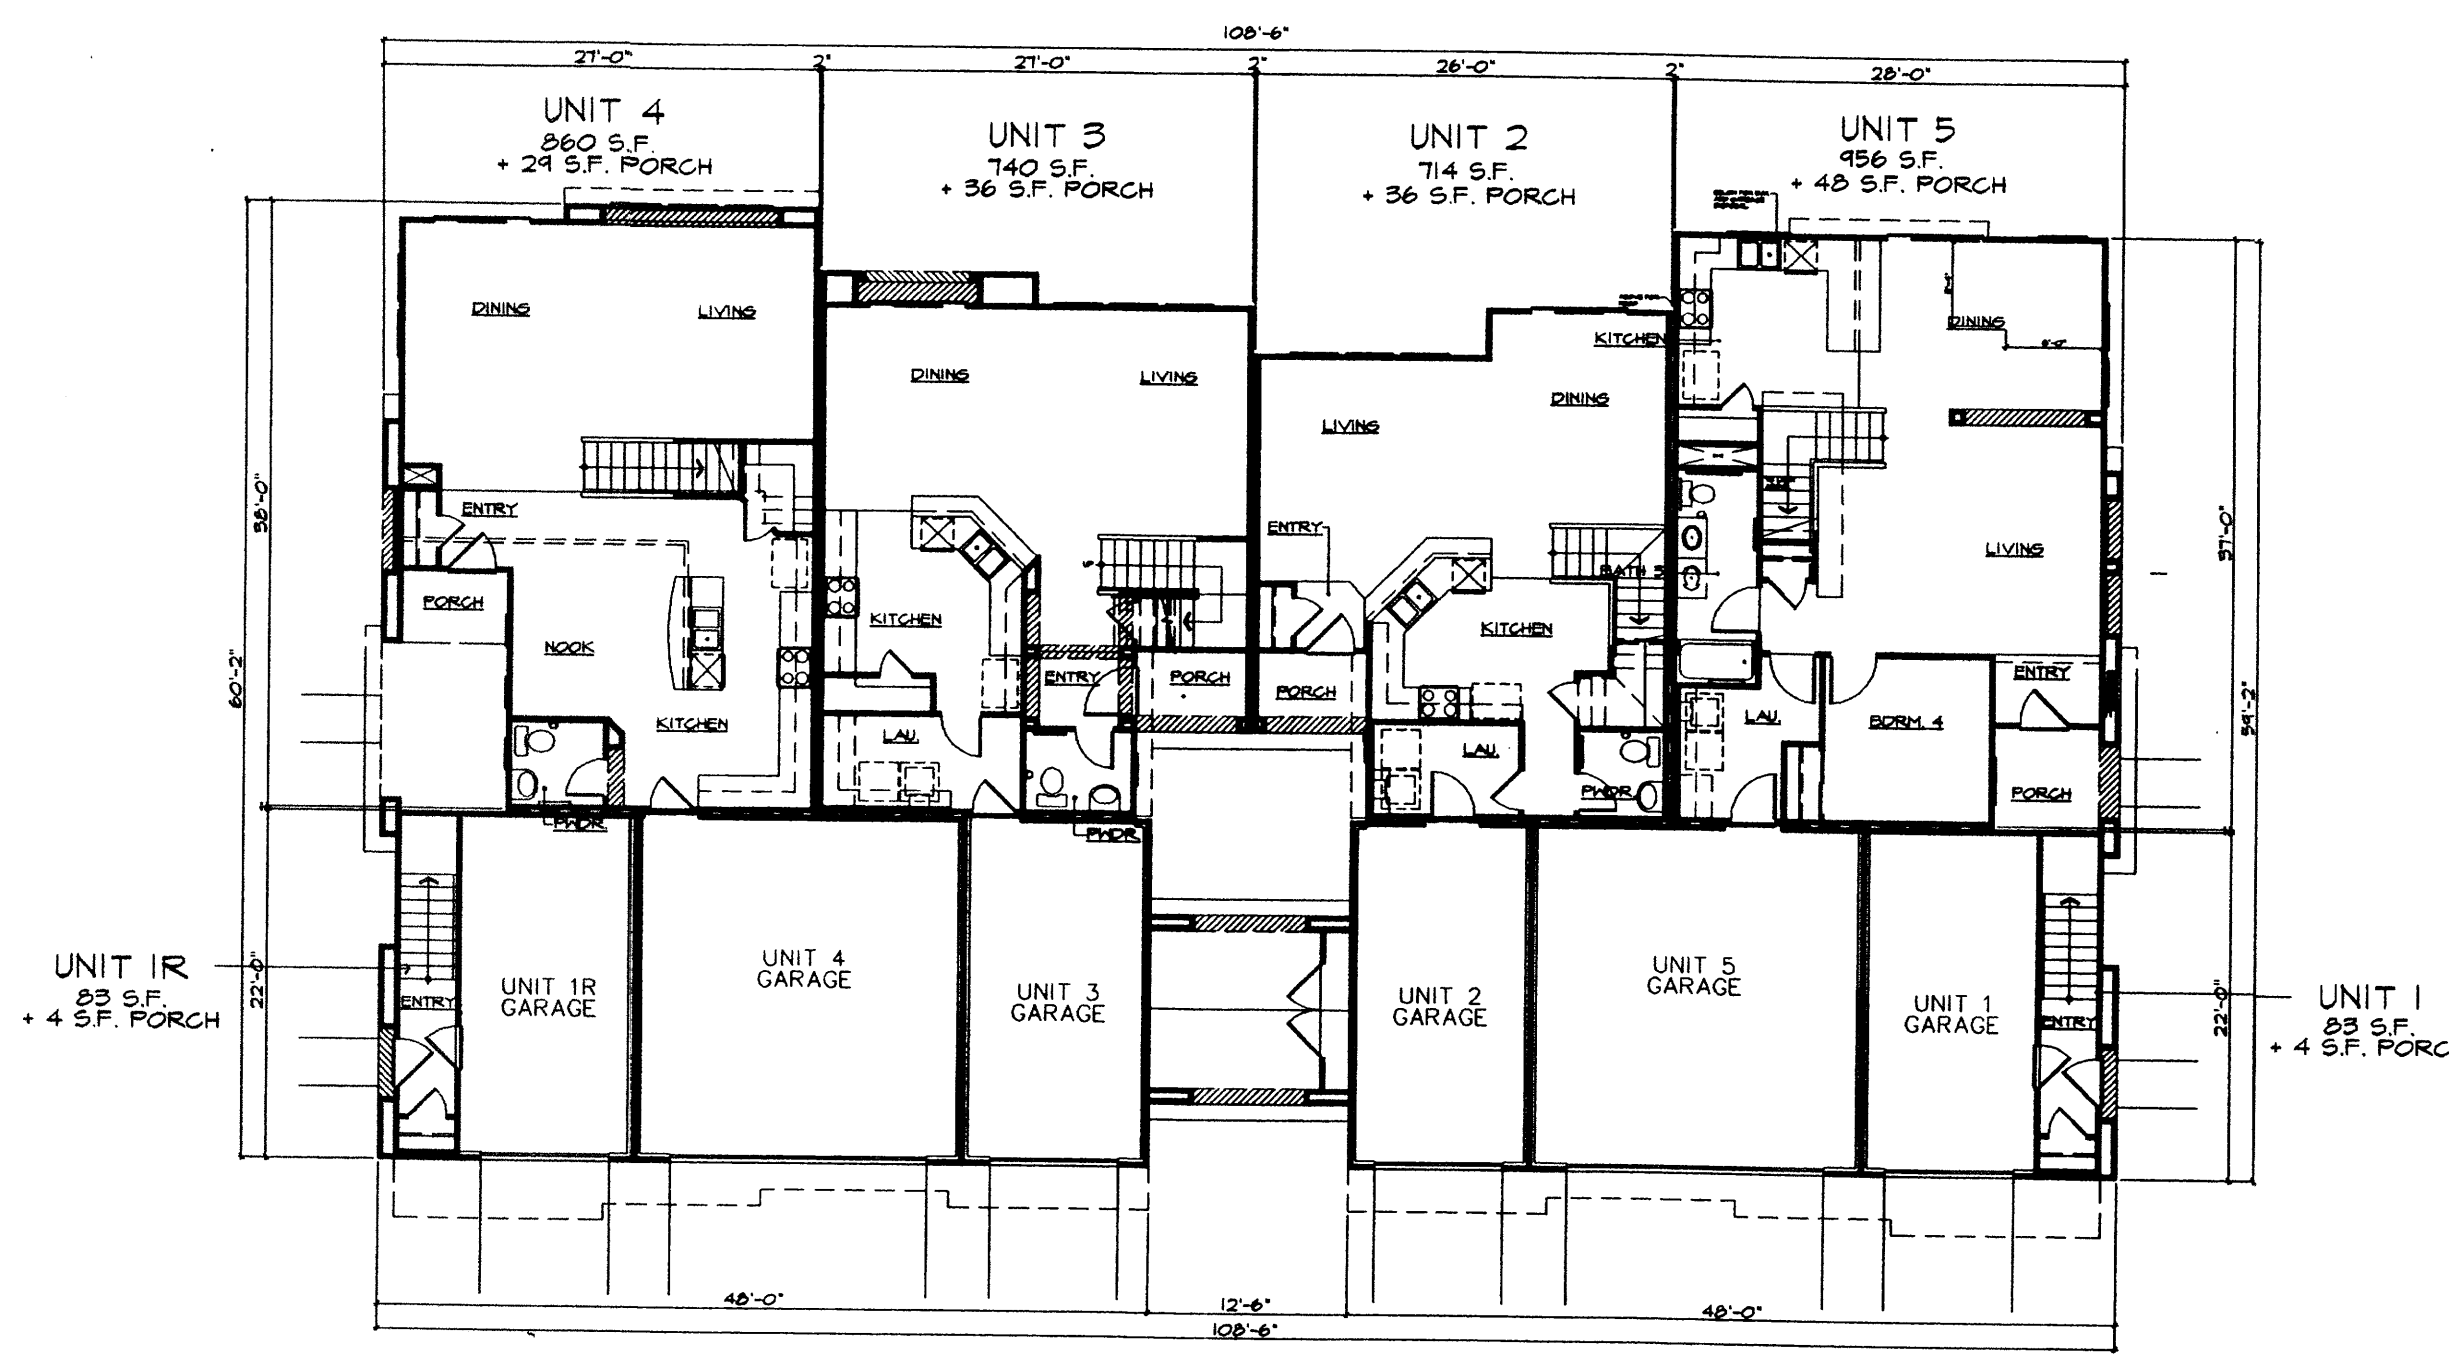 108'-6"
27'-0"
2"
27'-0"
2"
26'-0"
2"
28'-0"
UNIT 4
860 S.F.
+ 29 S.F. PORCH
UNIT 3
740 S.F.
+ 36 S.F. PORCH
UNIT 2
714 S.F.
+ 36 S.F. PORCH
UNIT 5
956 S.F.
+ 48 S.F. PORCH
DINING
LIVING
DINING
LIVING
LIVING
DINING
KITCHEN
DINING
LIVING
38'-0"
60'-2"
37'-0"
59'-2"
ENTRY
PORCH
NOOK
KITCHEN
PWDR.
KITCHEN
ENTRY
PORCH
LAU.
PWDR.
ENTRY
PORCH
KITCHEN
LAU.
PWDR.
BATH 3
LAU.
BDRM. 4
ENTRY
PORCH
UNIT 1R
83 S.F.
+ 4 S.F. PORCH
22'-0"
ENTRY
UNIT 1R
GARAGE
UNIT 4
GARAGE
UNIT 3
GARAGE
UNIT 2
GARAGE
UNIT 5
GARAGE
UNIT 1
GARAGE
ENTRY
22'-0"
UNIT 1
83 S.F.
+ 4 S.F. PORC
48'-0"
12'-6"
48'-0"
108'-6"